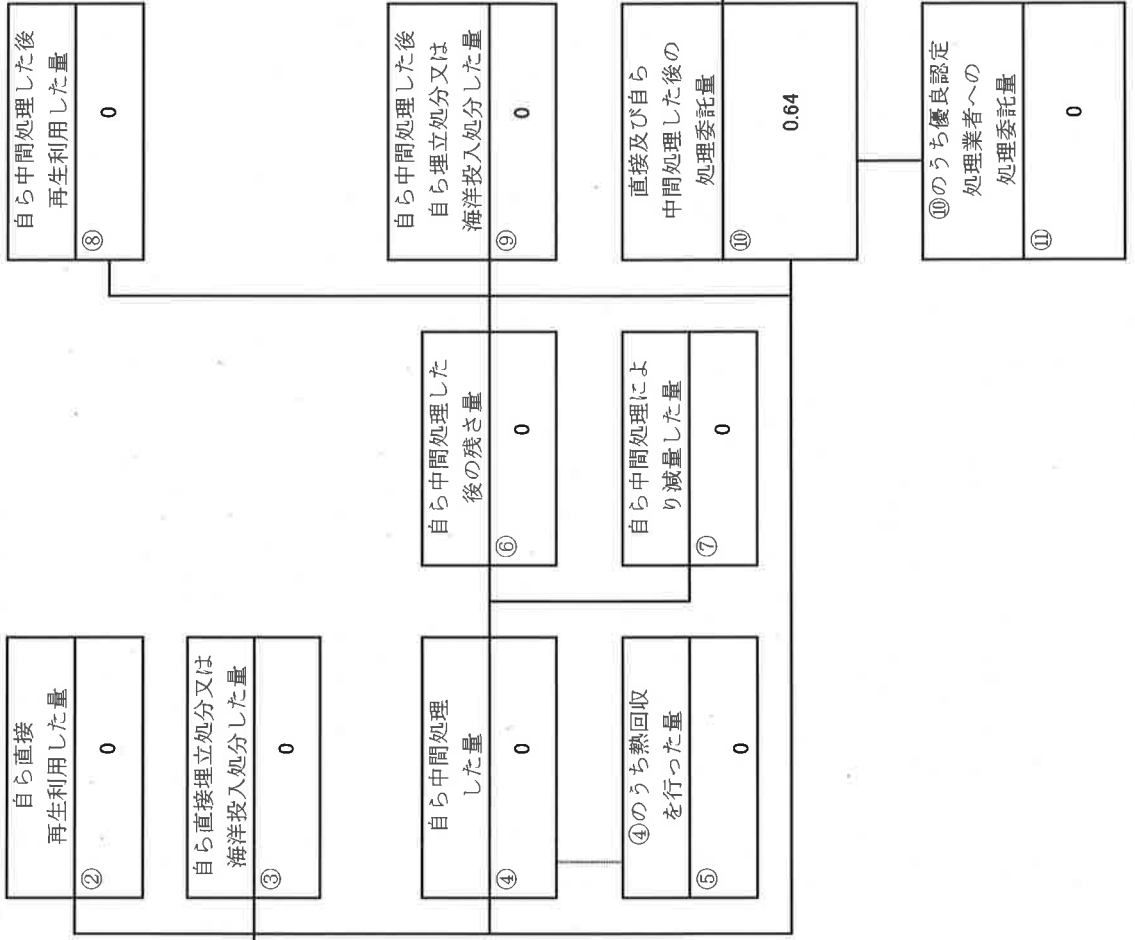 自ら直接
再生利用した量
②
0
自ら直接埋立処分又は
海洋投入処分した量
③
0
自ら中間処理
した量
④
0
④のうち熱回収
を行った量
⑤
0
自ら中間処理した
後の残さ量
⑥
0
自ら中間処理によ
り減量した量
⑦
0
自ら中間処理した後
再生利用した量
⑧
0
自ら中間処理した後
自ら埋立処分又は
海洋投入処分した量
⑨
0
直接及び自ら
中間処理した後の
処理委託量
⑩
0.64
⑩のうち優良認定
処理業者への
処理委託量
⑪
0